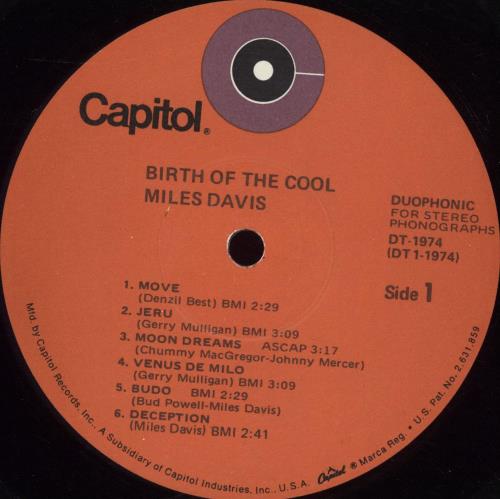 Capitol®
BIRTH OF THE COOL
MILES DAVIS
DUOPHONIC
FOR STEREO
PHONOGRAPHS
DT-1974
(DT 1-1974)
Side 1
1. MOVE
(Denzil Best) BMI 2:29
2. JERU
(Gerry Mulligan) BMI 3:09
3. MOON DREAMS ASCAP 3:17
(Chummy MacGregor-Johnny Mercer)
4. VENUS DE MILO
(Gerry Mulligan) BMI 3:09
5. BUDO BMI 2:29
(Bud Powell-Miles Davis)
6. DECEPTION
(Miles Davis) BMI 2:41
Mfd. by Capitol Records, Inc., A Subsidiary of Capitol Industries, Inc., U.S.A. Capitol ® Marca Reg. • U.S. Pat. No. 2,631,859